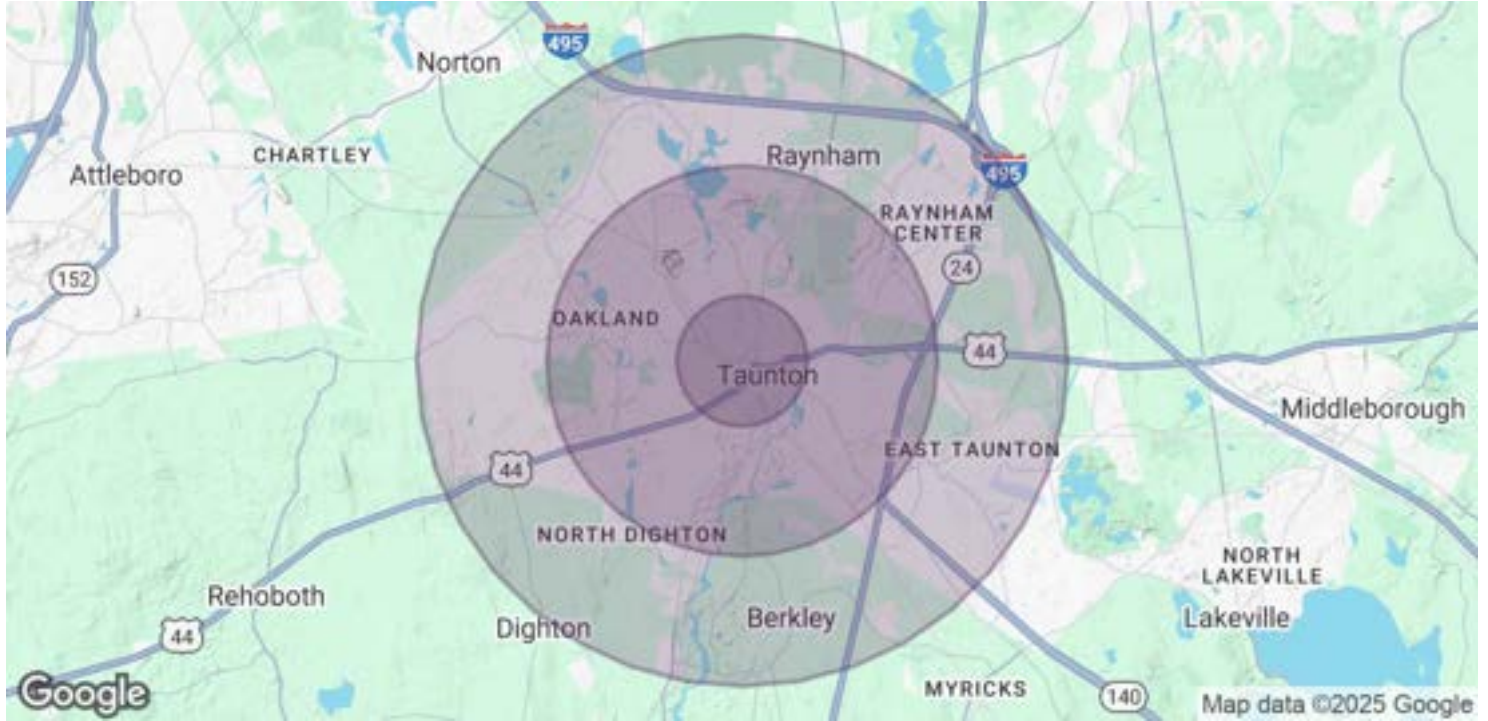 495
Norton
CHARTLEY
Raynham
Attleboro
495
RAYNHAM
CENTER
152
24
OAKLAND
44
Taunton
Middleborough
EAST TAUNTON
44
NORTH DIGHTON
NORTH
LAKEVILLE
Rehoboth
Dighton
Berkley
Lakeville
44
MYRICKS
140
Google
Map data ©2025 Google